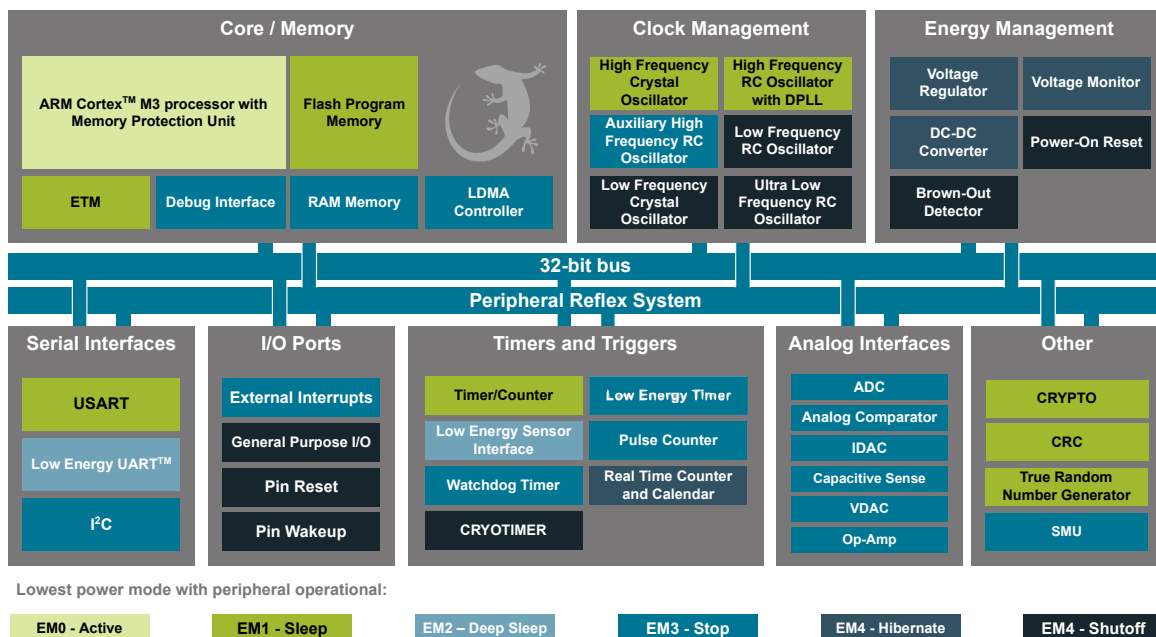 Core / Memory
ARM Cortex™ M3 processor with
Memory Protection Unit
Flash Program
Memory
ETM
Debug Interface
RAM Memory
LDMA
Controller
Clock Management
High Frequency
Crystal
Oscillator
High Frequency
RC Oscillator
with DPLL
Auxiliary High
Frequency RC
Oscillator
Low Frequency
RC Oscillator
Low Frequency
Crystal
Oscillator
Ultra Low
Frequency RC
Oscillator
Energy Management
Voltage
Regulator
Voltage Monitor
DC-DC
Converter
Power-On Reset
Brown-Out
Detector
32-bit bus
Peripheral Reflex System
Serial Interfaces
USART
Low Energy UART™
I²C
I/O Ports
External Interrupts
General Purpose I/O
Pin Reset
Pin Wakeup
Timers and Triggers
Timer/Counter
Low Energy Timer
Low Energy Sensor
Interface
Pulse Counter
Watchdog Timer
Real Time Counter
and Calendar
CRYOTIMER
Analog Interfaces
ADC
Analog Comparator
IDAC
Capacitive Sense
VDAC
Op-Amp
Other
CRYPTO
CRC
True Random
Number Generator
SMU
Lowest power mode with peripheral operational:
EM0 - Active
EM1 - Sleep
EM2 – Deep Sleep
EM3 - Stop
EM4 - Hibernate
EM4 - Shutoff